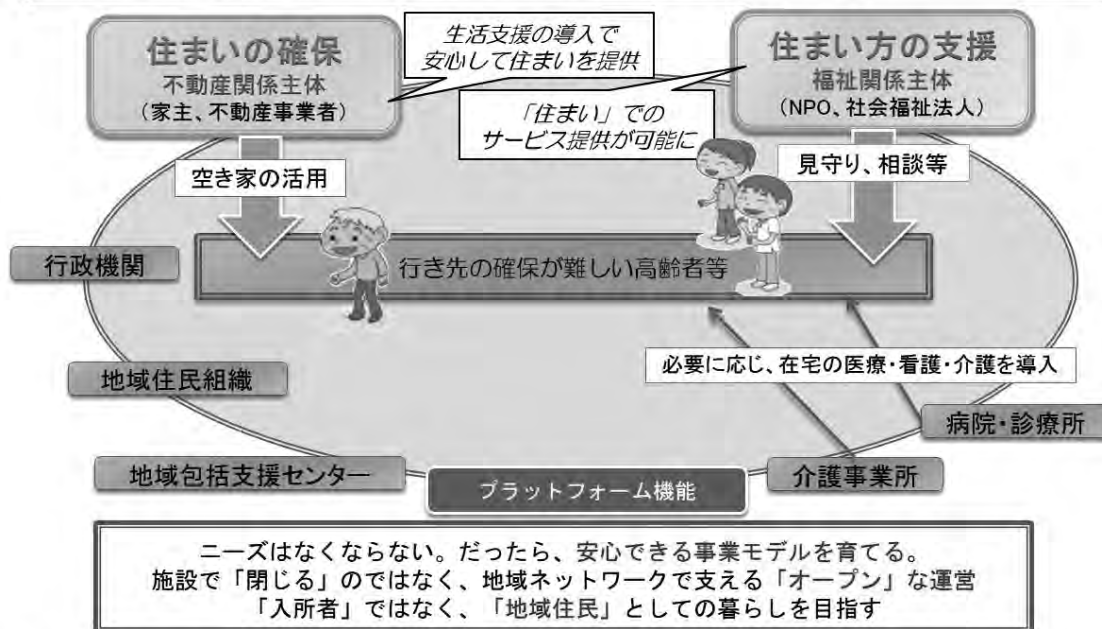 住まいの確保
不動産関係主体
(家主、不動産事業者)
生活支援の導入で
安心して住まいを提供
「住まい」での
サービス提供が可能に
住まい方の支援
福祉関係主体
(NPO、社会福祉法人)
空き家の活用
見守り、相談等
行政機関
行き先の確保が難しい高齢者等
地域住民組織
必要に応じ、在宅の医療・看護・介護を導入
病院・診療所
地域包括支援センター
プラットフォーム機能
介護事業所
ニーズはなくならない。だったら、安心できる事業モデルを育てる。
施設で「閉じる」のではなく、地域ネットワークで支える「オープン」な運営
「入所者」ではなく、「地域住民」としての暮らしを目指す